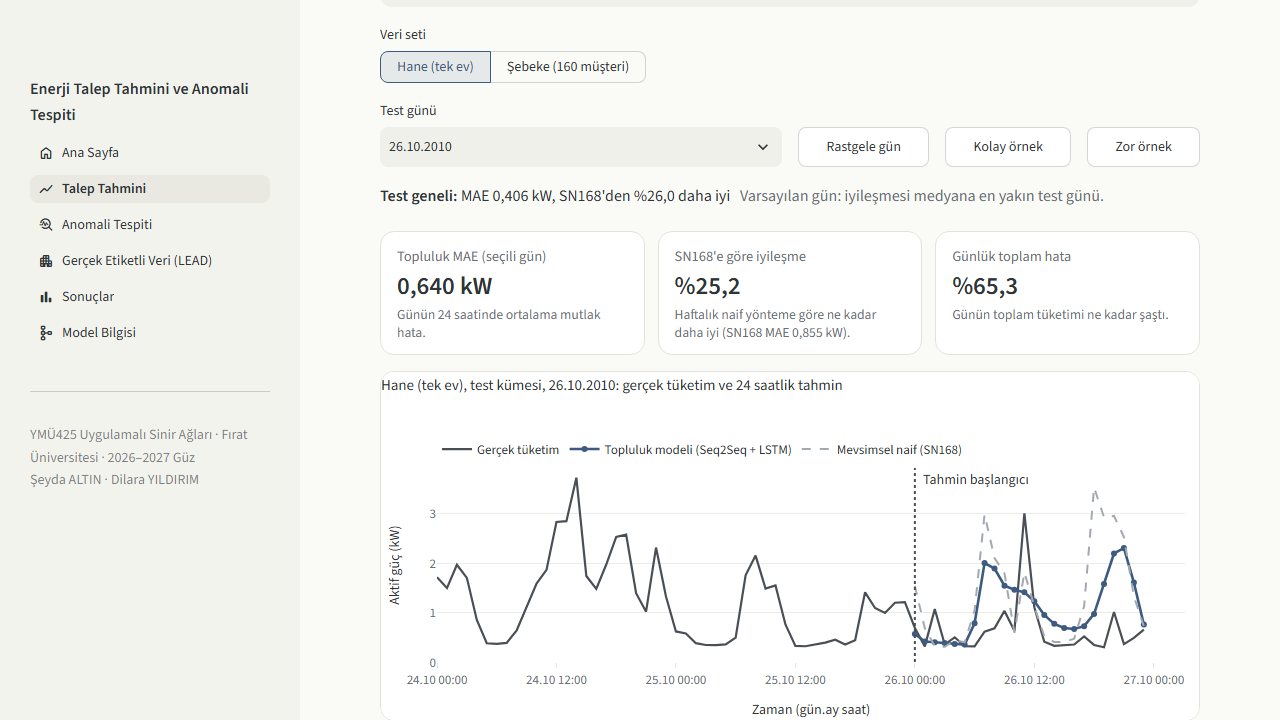 Enerji Talep Tahmini ve Anomali
Tespiti
Ana Sayfa
Talep Tahmini
Anomali Tespiti
Gerçek Etiketli Veri (LEAD)
Sonuçlar
Model Bilgisi
YMÜ425 Uygulamalı Sinir Ağları · Fırat
Üniversitesi · 2026–2027 Güz
Şeyda ALTIN · Dilara YILDIRIM
Veri seti
Hane (tek ev)
Şebeke (160 müşteri)
Test günü
26.10.2010
Rastgele gün
Kolay örnek
Zor örnek
Test geneli: MAE 0,406 kW, SN168'den %26,0 daha iyi Varsayılan gün: iyileşmesi medyana en yakın test günü.
Topluluk MAE (seçili gün)
0,640 kW
Günün 24 saatinde ortalama mutlak
hata.
SN168'e göre iyileşme
%25,2
Haftalık naif yönteme göre ne kadar
daha iyi (SN168 MAE 0,855 kW).
Günlük toplam hata
%65,3
Günün toplam tüketimi ne kadar şaştı.
Hane (tek ev), test kümesi, 26.10.2010: gerçek tüketim ve 24 saatlik tahmin
Gerçek tüketim
Topluluk modeli (Seq2Seq + LSTM)
Mevsimsel naif (SN168)
Tahmin başlangıcı
Aktif güç (kW)
3
2
1
0
24.10 00:00
24.10 12:00
25.10 00:00
25.10 12:00
26.10 00:00
26.10 12:00
27.10 00:00
Zaman (gün.ay saat)